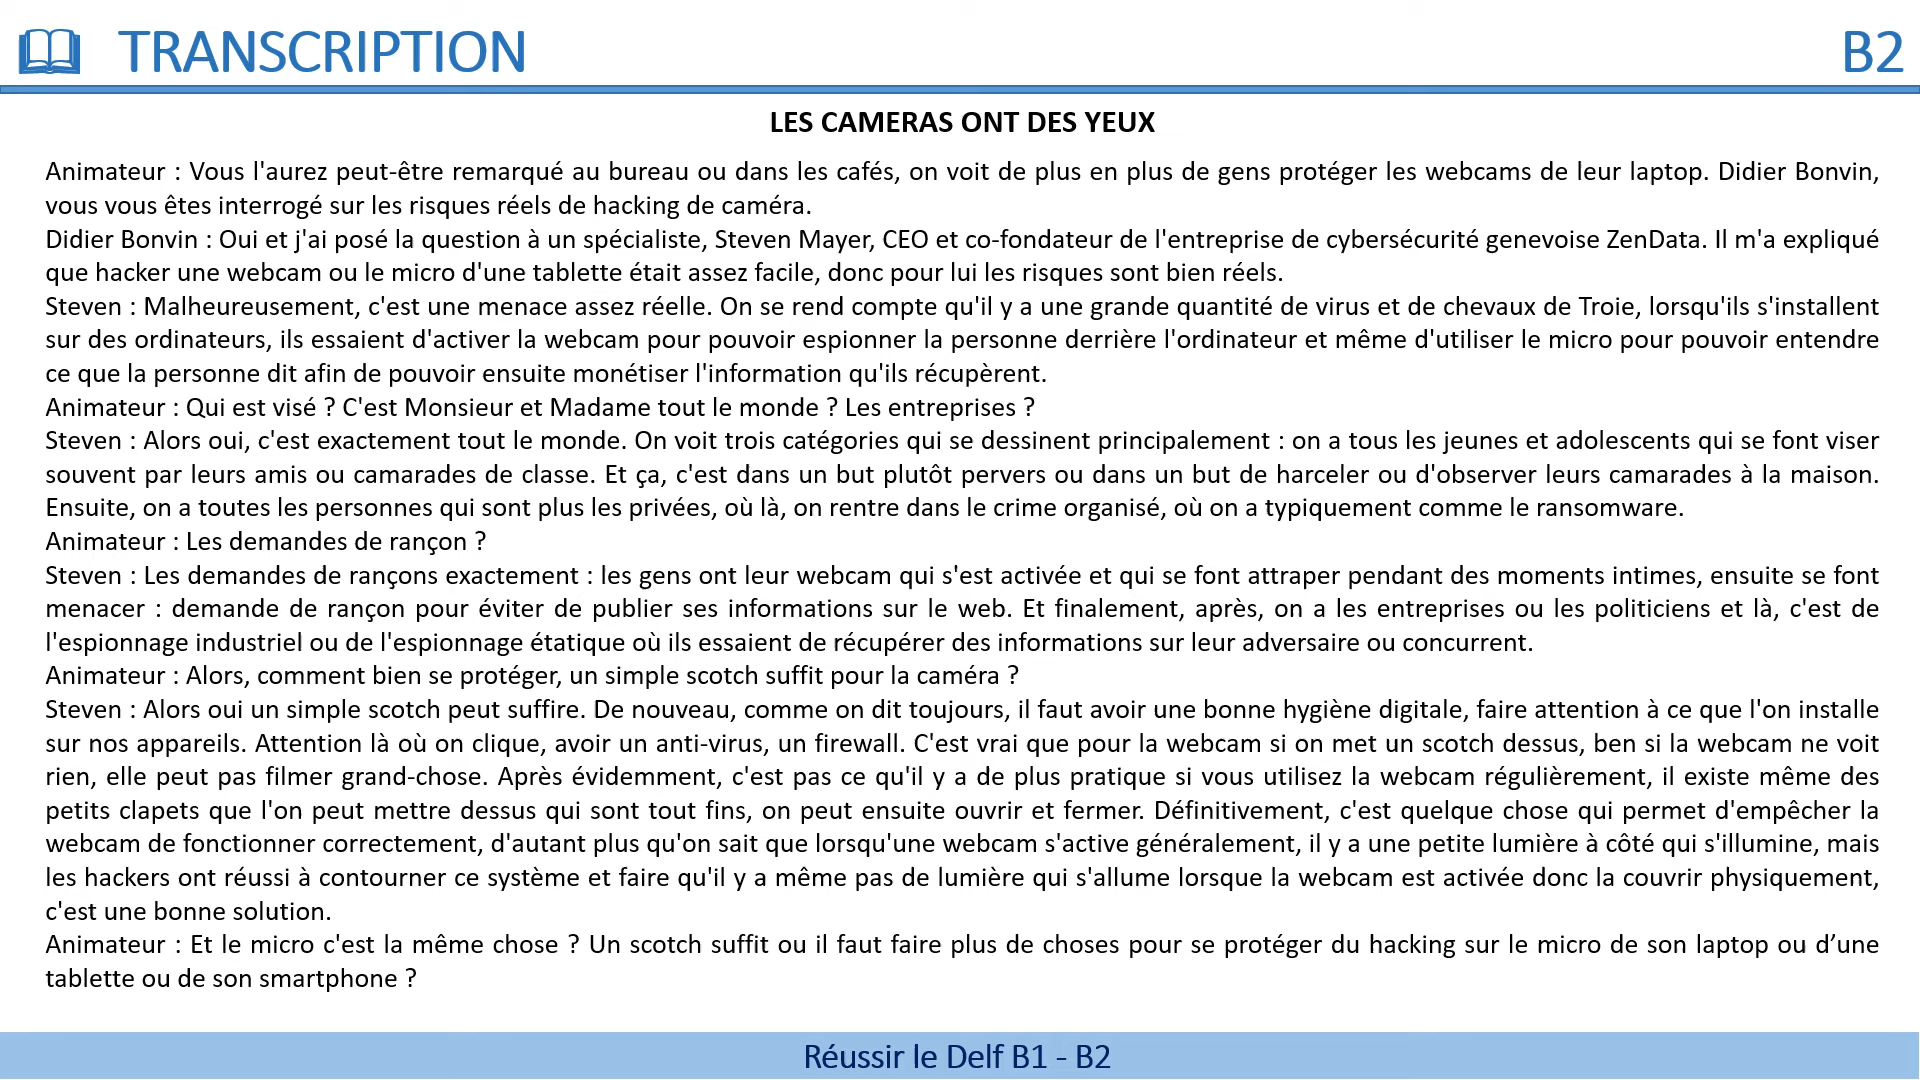 TRANSCRIPTION
B2
LES CAMERAS ONT DES YEUX
Animateur : Vous l'aurez peut-être remarqué au bureau ou dans les cafés, on voit de plus en plus de gens protéger les webcams de leur laptop. Didier Bonvin,
vous vous êtes interrogé sur les risques réels de hacking de caméra.
Didier Bonvin : Oui et j'ai posé la question à un spécialiste, Steven Mayer, CEO et co-fondateur de l'entreprise de cybersécurité genevoise ZenData. Il m'a expliqué
que hacker une webcam ou le micro d'une tablette était assez facile, donc pour lui les risques sont bien réels.
Steven : Malheureusement, c'est une menace assez réelle. On se rend compte qu'il y a une grande quantité de virus et de chevaux de Troie, lorsqu'ils s'installent
sur des ordinateurs, ils essaient d'activer la webcam pour pouvoir espionner la personne derrière l'ordinateur et même d'utiliser le micro pour pouvoir entendre
ce que la personne dit afin de pouvoir ensuite monétiser l'information qu'ils récupèrent.
Animateur : Qui est visé ? C'est Monsieur et Madame tout le monde ? Les entreprises ?
Steven : Alors oui, c'est exactement tout le monde. On voit trois catégories qui se dessinent principalement : on a tous les jeunes et adolescents qui se font viser
souvent par leurs amis ou camarades de classe. Et ça, c'est dans un but plutôt pervers ou dans un but de harceler ou d'observer leurs camarades à la maison.
Ensuite, on a toutes les personnes qui sont plus les privées, où là, on rentre dans le crime organisé, où on a typiquement comme le ransomware.
Animateur : Les demandes de rançon ?
Steven : Les demandes de rançons exactement : les gens ont leur webcam qui s'est activée et qui se font attraper pendant des moments intimes, ensuite se font
menacer : demande de rançon pour éviter de publier ses informations sur le web. Et finalement, après, on a les entreprises ou les politiciens et là, c'est de
l'espionnage industriel ou de l'espionnage étatique où ils essaient de récupérer des informations sur leur adversaire ou concurrent.
Animateur : Alors, comment bien se protéger, un simple scotch suffit pour la caméra ?
Steven : Alors oui un simple scotch peut suffire. De nouveau, comme on dit toujours, il faut avoir une bonne hygiène digitale, faire attention à ce que l'on installe
sur nos appareils. Attention là où on clique, avoir un anti-virus, un firewall. C'est vrai que pour la webcam si on met un scotch dessus, ben si la webcam ne voit
rien, elle peut pas filmer grand-chose. Après évidemment, c'est pas ce qu'il y a de plus pratique si vous utilisez la webcam régulièrement, il existe même des
petits clapets que l'on peut mettre dessus qui sont tout fins, on peut ensuite ouvrir et fermer. Définitivement, c'est quelque chose qui permet d'empêcher la
webcam de fonctionner correctement, d'autant plus qu'on sait que lorsqu'une webcam s'active généralement, il y a une petite lumière à côté qui s'illumine, mais
les hackers ont réussi à contourner ce système et faire qu'il y a même pas de lumière qui s'allume lorsque la webcam est activée donc la couvrir physiquement,
c'est une bonne solution.
Animateur : Et le micro c'est la même chose ? Un scotch suffit ou il faut faire plus de choses pour se protéger du hacking sur le micro de son laptop ou d’une
tablette ou de son smartphone ?
Réussir le Delf B1 - B2